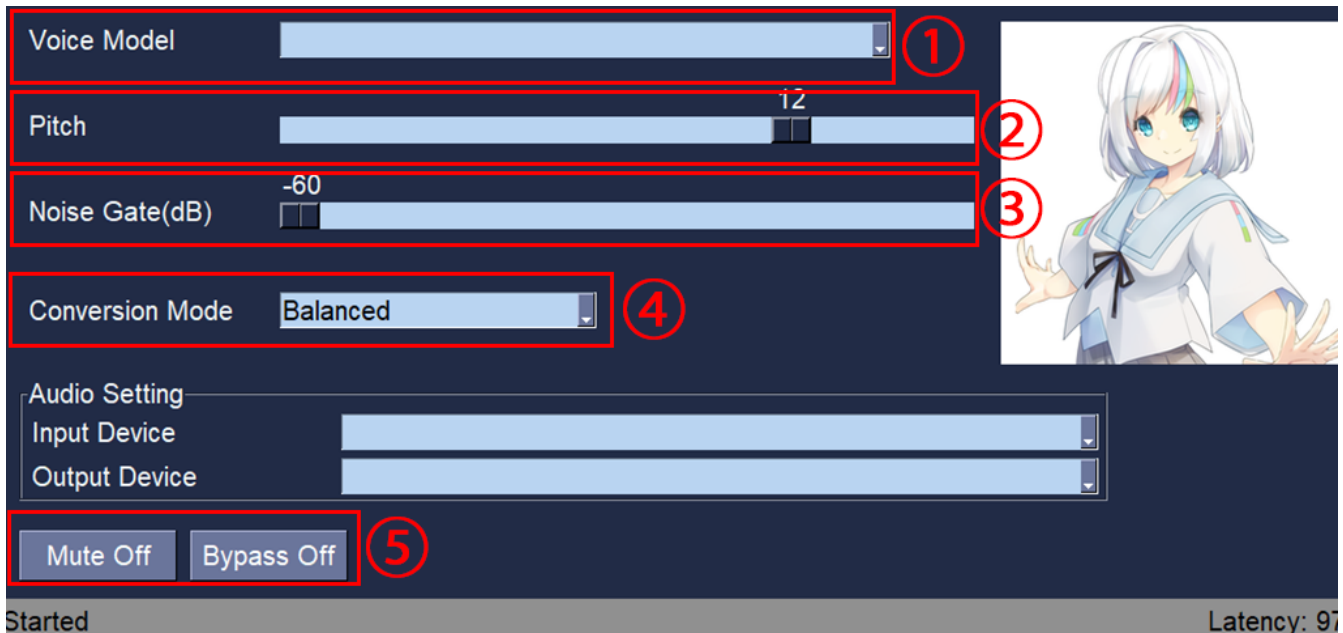 Voice Model ①
12
Pitch ②
-60
Noise Gate(dB) ③
Conversion Mode Balanced ④
Audio Setting
Input Device
Output Device
Mute Off Bypass Off ⑤
Started Latency: 97